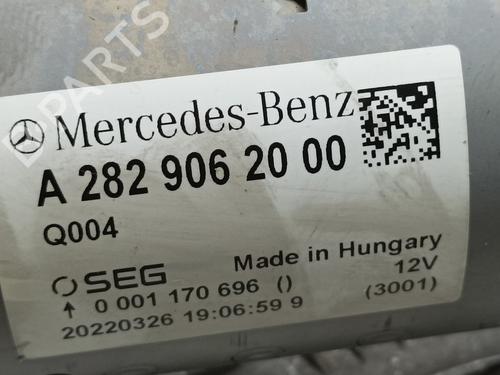 PARTS
Mercedes-Benz
A 282 906 20 00
Q004
SEG
Made in Hungary
0 001 170 696 ()
12V
20220326 19:06:59 9
(3001)